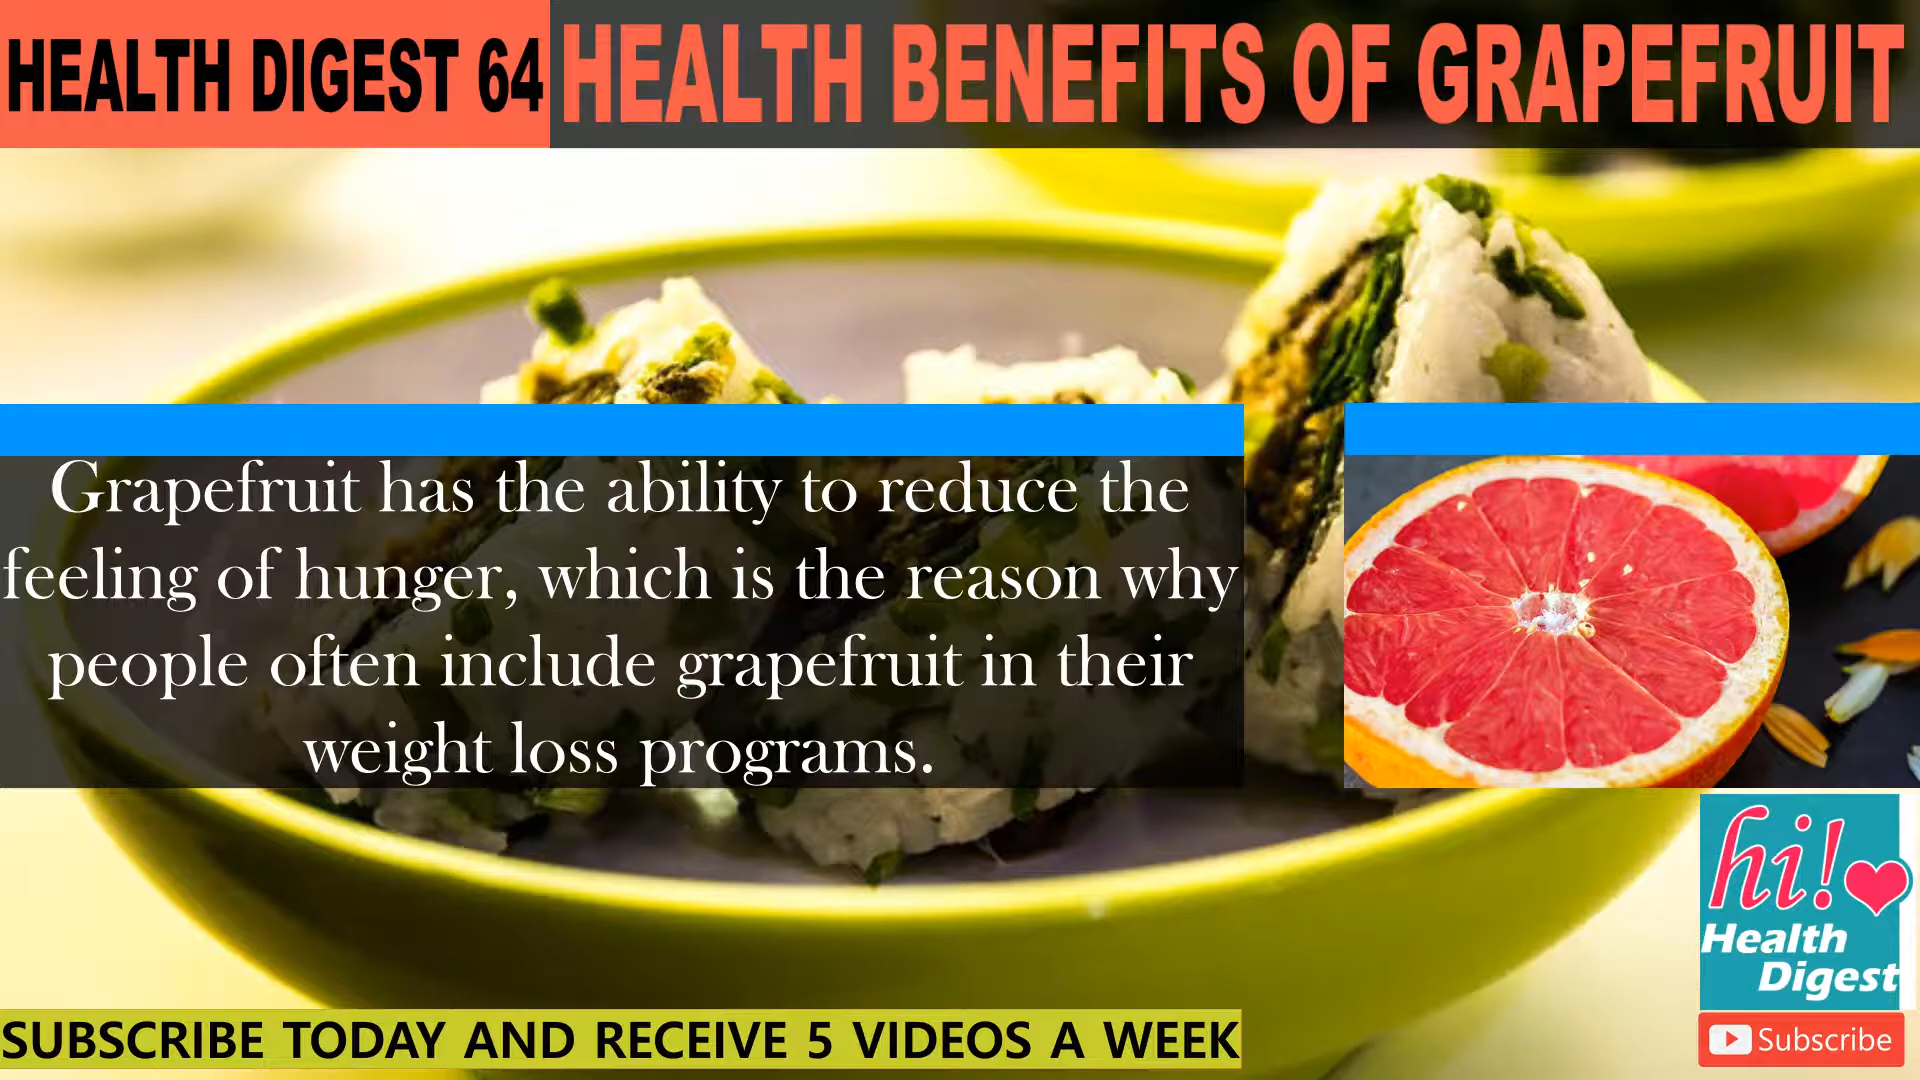 HEALTH DIGEST 64
HEALTH BENEFITS OF GRAPEFRUIT
Grapefruit has the ability to reduce the
feeling of hunger, which is the reason why
people often include grapefruit in their
weight loss programs.
hi!
Health
Digest
SUBSCRIBE TODAY AND RECEIVE 5 VIDEOS A WEEK
Subscribe